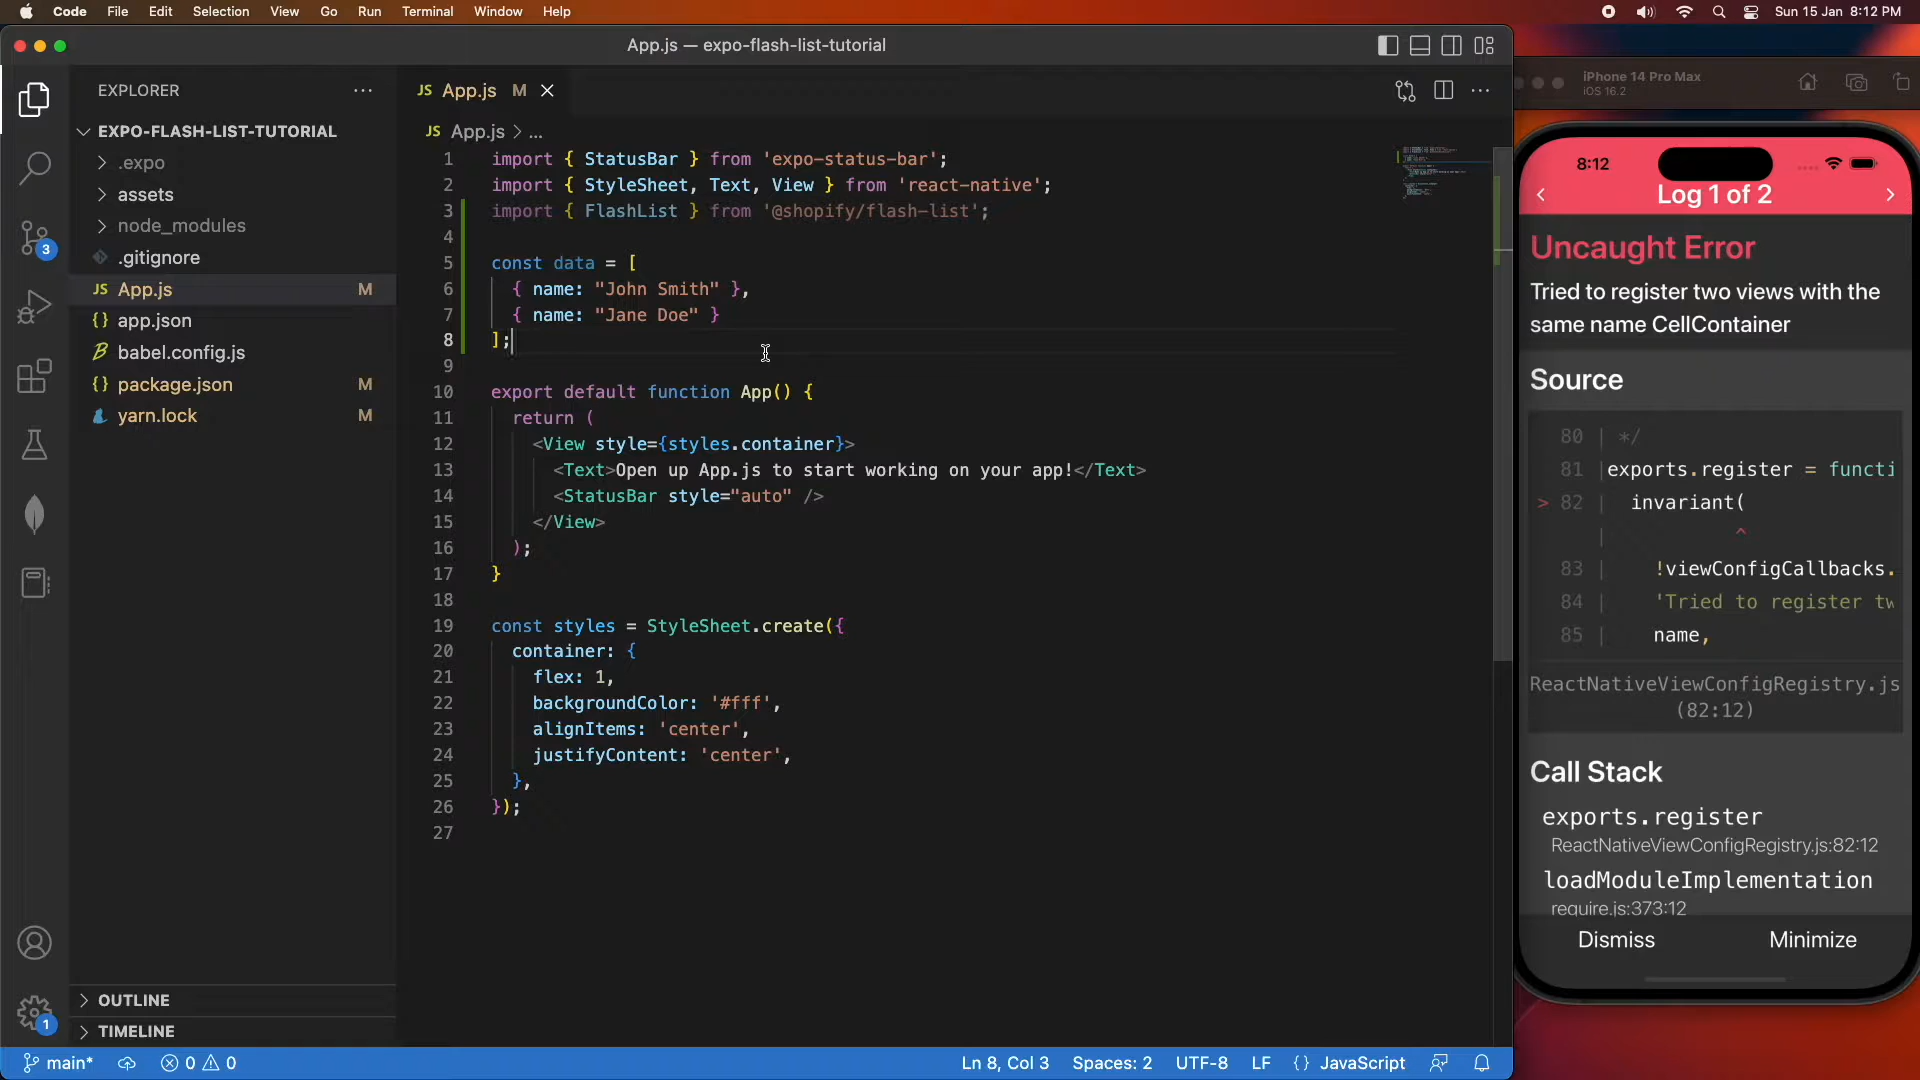 Code File Edit Selection View Go Run Terminal Window Help Sun 15 Jan 8:12 PM
App.js — expo-flash-list-tutorial
EXPLORER
EXPO-FLASH-LIST-TUTORIAL
.expo
assets
node_modules
.gitignore
JS App.js M
{} app.json
babel.config.js
{} package.json M
yarn.lock M
OUTLINE
TIMELINE
3
1
JS App.js M
JS App.js > ...
1 import { StatusBar } from 'expo-status-bar';
2 import { StyleSheet, Text, View } from 'react-native';
3 import { FlashList } from '@shopify/flash-list';
4
5 const data = [
6 { name: "John Smith" },
7 { name: "Jane Doe" }
8 ];
9
10 export default function App() {
11 return (
12 <View style={styles.container}>
13 <Text>Open up App.js to start working on your app!</Text>
14 <StatusBar style="auto" />
15 </View>
16 );
17 }
18
19 const styles = StyleSheet.create({
20 container: {
21 flex: 1,
22 backgroundColor: '#fff',
23 alignItems: 'center',
24 justifyContent: 'center',
25 },
26 });
27
main* 0 0 Ln 8, Col 3 Spaces: 2 UTF-8 LF {} JavaScript
iPhone 14 Pro Max
iOS 16.2
8:12
Log 1 of 2
Uncaught Error
Tried to register two views with the
same name CellContainer
Source
80 | */
81 |exports.register = functi
> 82 | invariant(
| ^
83 | !viewConfigCallbacks.
84 | 'Tried to register tw
85 | name,
ReactNativeViewConfigRegistry.js
(82:12)
Call Stack
exports.register
ReactNativeViewConfigRegistry.js:82:12
loadModuleImplementation
require.js:373:12
Dismiss Minimize